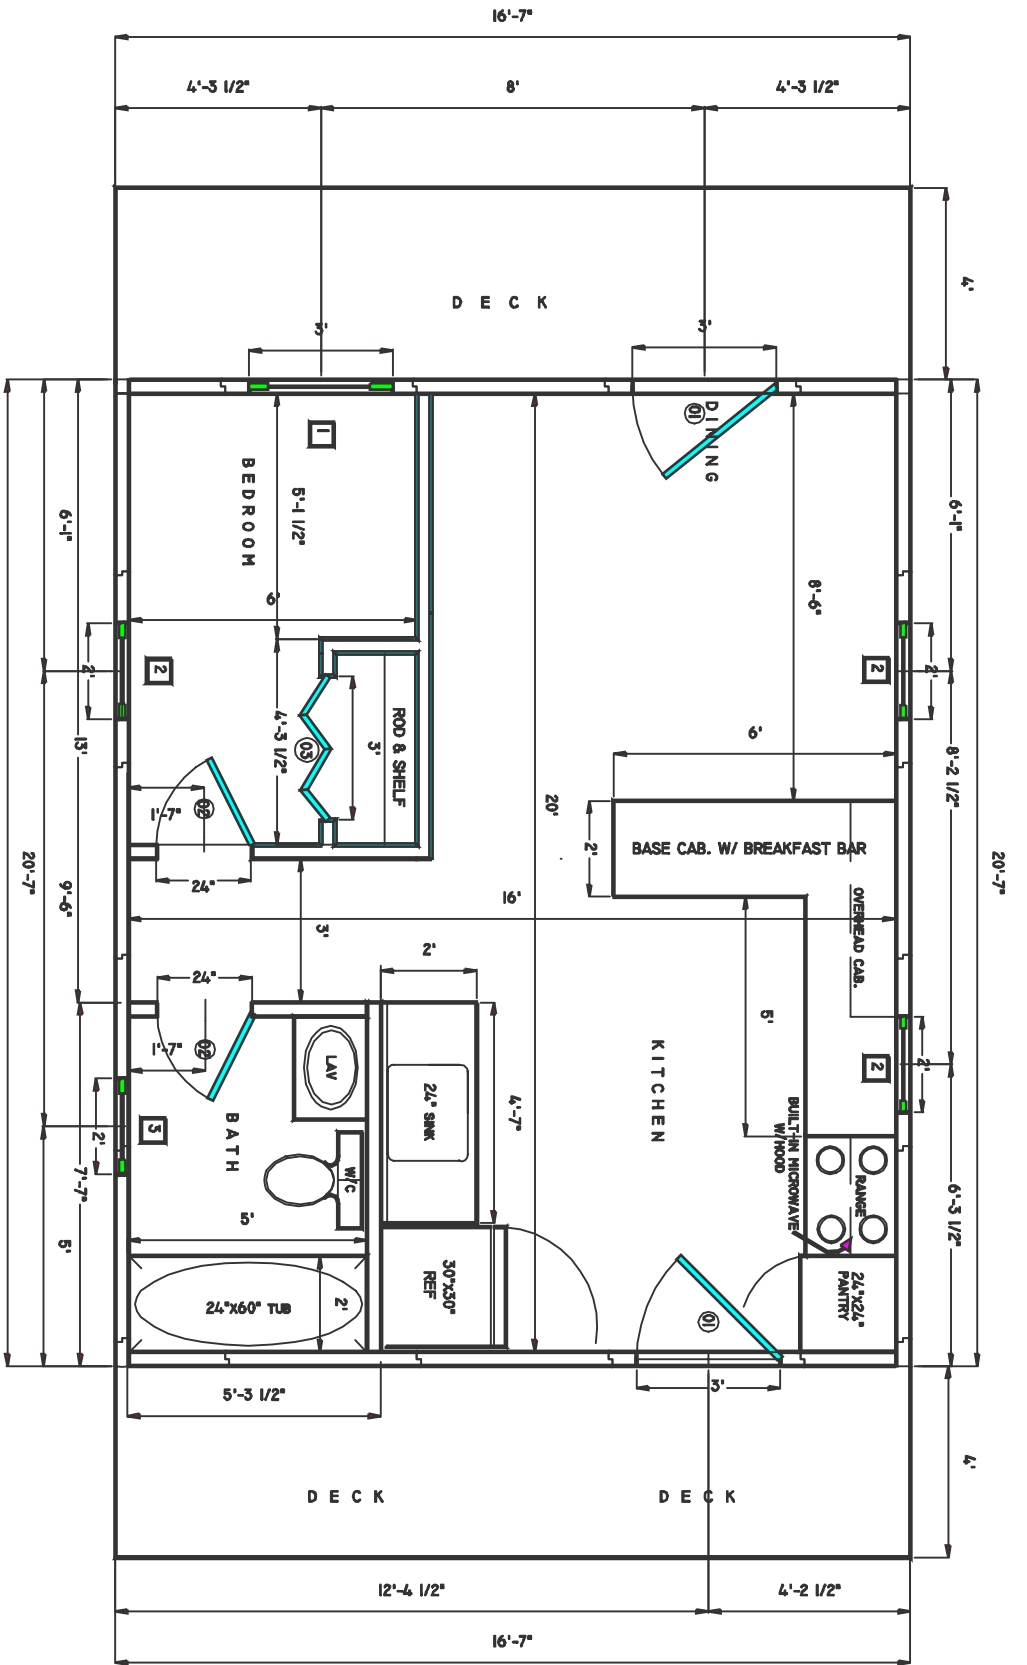 16'-7"
4'-3 1/2"
8'
4'-3 1/2"
4'
DECK
3'
3'
01
DINING
1
BEDROOM
5'-1 1/2"
6'-1"
6'-1"
8'-6"
6'
2'
2
2
2'
13'
4'-3 1/2"
03
3'
ROD & SHELF
6'
8'-2 1/2"
20'
1'-7"
02
2'
BASE CAB. W/ BREAKFAST BAR
20'-7"
9'-6"
24"
16'
OVERHEAD CAB.
20'-7"
3'
2'
24"
5'
1'-7"
02
LAV
24" SINK
4'-7"
KITCHEN
2
2'
2'
3
BATH
BUILT-IN MICROWAVE
W/HOOD
7'-7"
W/C
RANGE
6'-3 1/2"
5'
5'
24"X60" TUB
2'
30"X30"
REF
01
24"X24"
PANTRY
3'
5'-3 1/2"
4'
DECK
DECK
12'-4 1/2"
4'-2 1/2"
16'-7"